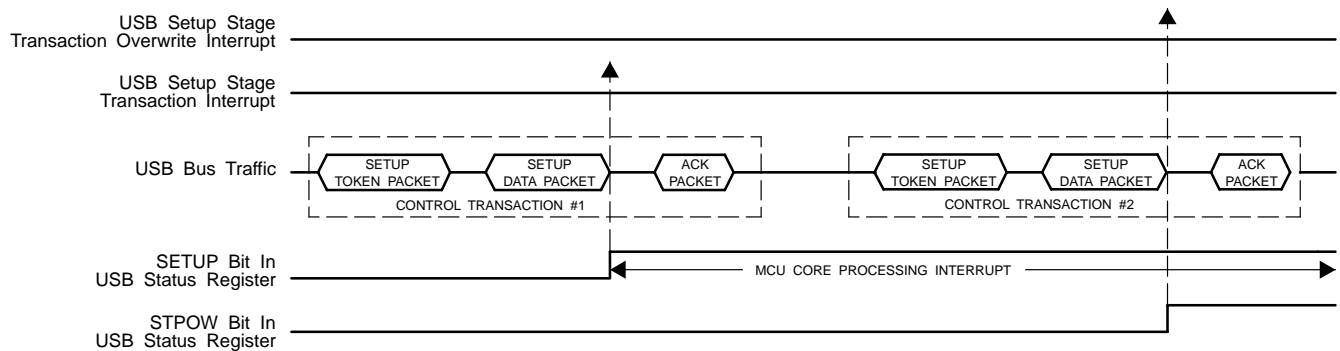 USB Setup Stage
Transaction Overwrite Interrupt
USB Setup Stage
Transaction Interrupt
USB Bus Traffic
SETUP
TOKEN PACKET
SETUP
DATA PACKET
ACK
PACKET
SETUP
TOKEN PACKET
SETUP
DATA PACKET
ACK
PACKET
CONTROL TRANSACTION #1
CONTROL TRANSACTION #2
SETUP Bit In
USB Status Register
MCU CORE PROCESSING INTERRUPT
STPOW Bit In
USB Status Register